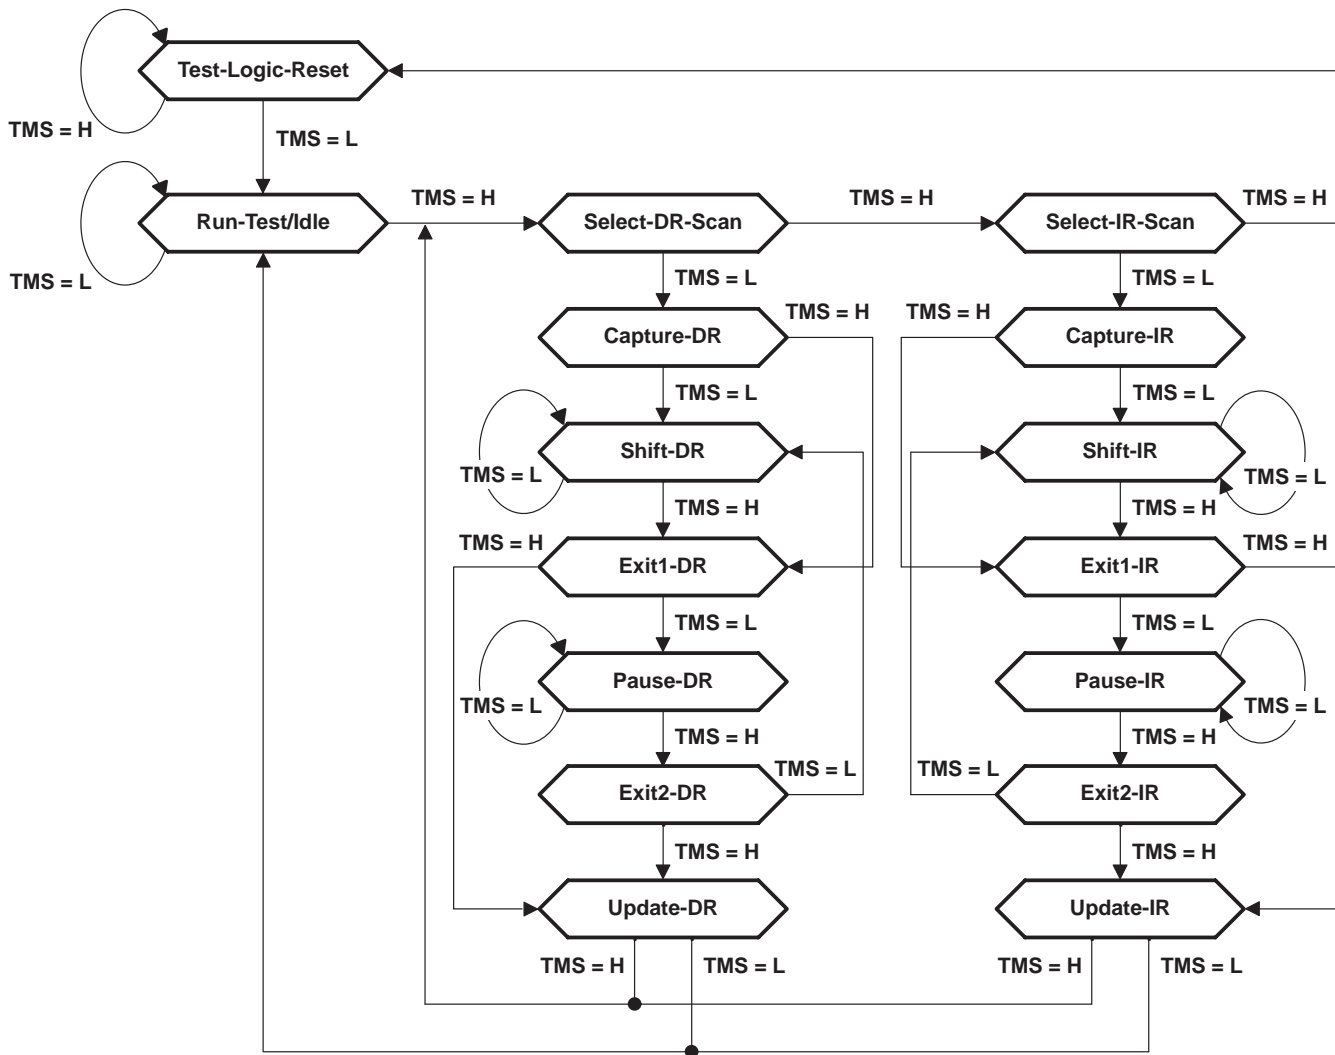 Test-Logic-Reset
TMS = H
TMS = L
TMS = H
TMS = H
TMS = H
Run-Test/Idle
Select-DR-Scan
Select-IR-Scan
TMS = L
TMS = L
TMS = L
TMS = H
TMS = H
Capture-DR
Capture-IR
TMS = L
TMS = L
Shift-DR
Shift-IR
TMS = L
TMS = L
TMS = H
TMS = H
TMS = H
TMS = H
Exit1-DR
Exit1-IR
TMS = L
TMS = L
Pause-DR
Pause-IR
TMS = L
TMS = L
TMS = H
TMS = H
TMS = L
TMS = L
Exit2-DR
Exit2-IR
TMS = H
TMS = H
Update-DR
Update-IR
TMS = H
TMS = L
TMS = H
TMS = L